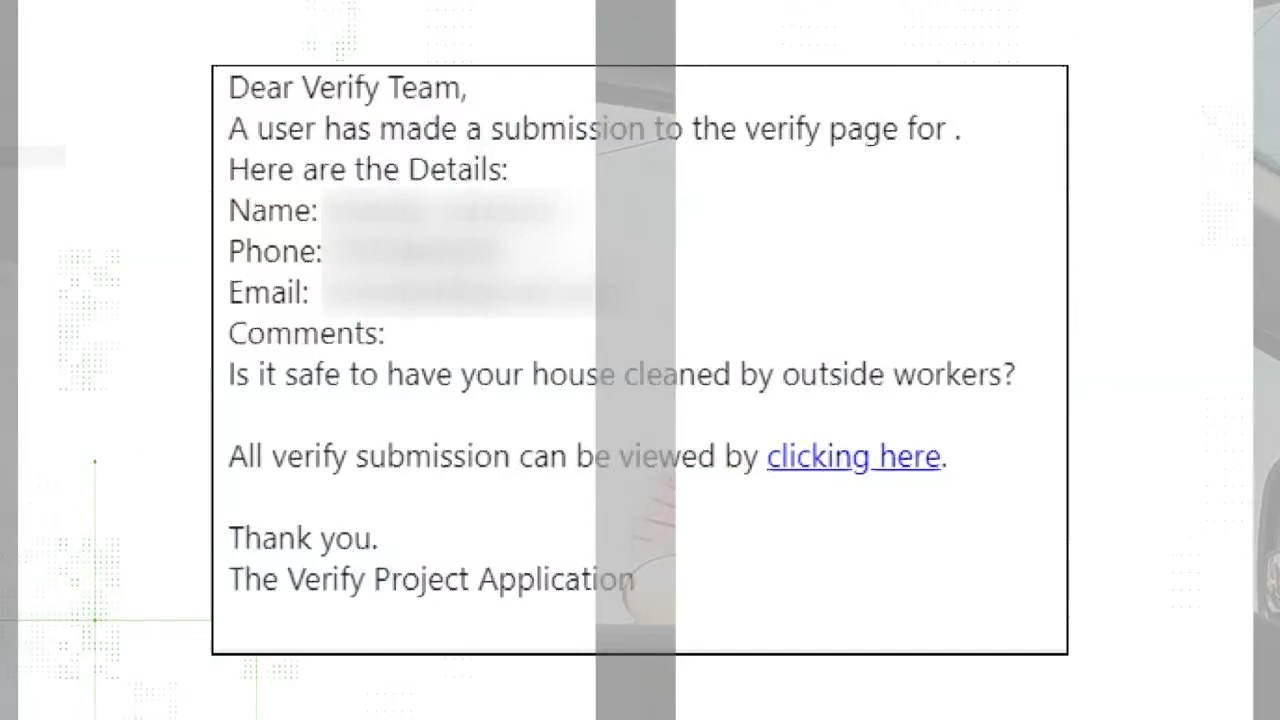 Dear Verify Team,
A user has made a submission to the verify page for .
Here are the Details:
Name:
Phone:
Email:
Comments:
Is it safe to have your house cleaned by outside workers?
All verify submission can be viewed by clicking here.
Thank you.
The Verify Project Application